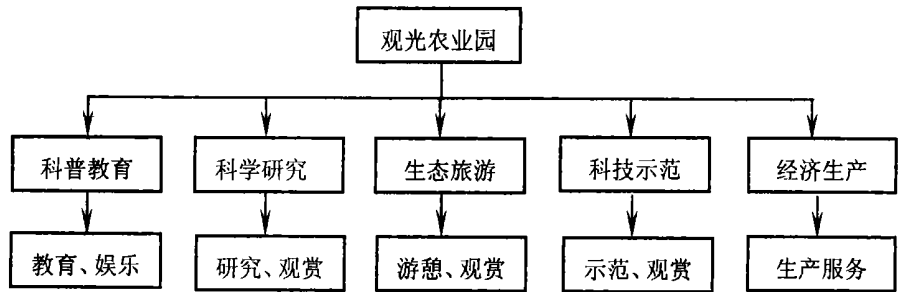 观光农业园
科普教育
科学研究
生态旅游
科技示范
经济生产
教育、娱乐
研究、观赏
游憩、观赏
示范、观赏
生产服务